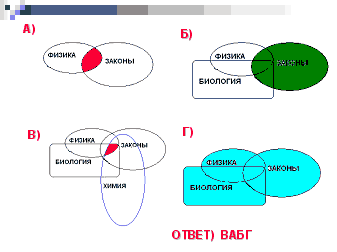 А)
ФИЗИКА
ЗАКОНЫ
Б)
ФИЗИКА
ЗАКОНЫ
БИОЛОГИЯ
В)
ФИЗИКА
ЗАКОНЫ
БИОЛОГИЯ
ХИМИЯ
Г)
ФИЗИКА
ЗАКОНЫ
БИОЛОГИЯ
ОТВЕТ) ВАБГ